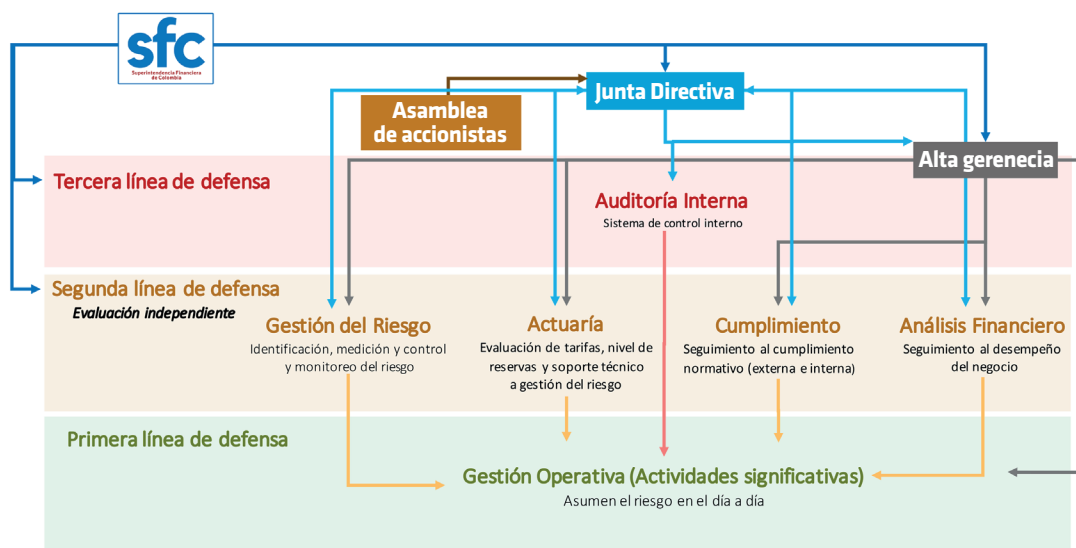 sfc
Superintendencia Financiera
de Colombia
Junta Directiva
Asamblea
de accionistas
Alta gerenecia
Tercera línea de defensa
Auditoría Interna
Sistema de control interno
Segunda línea de defensa
Evaluación independiente
Gestión del Riesgo
Identificación, medición y control
y monitoreo del riesgo
Actuaría
Evaluación de tarifas, nivel de
reservas y soporte técnico
a gestión del riesgo
Cumplimiento
Seguimiento al cumplimiento
normativo (externa e interna)
Análisis Financiero
Seguimiento al desempeño
del negocio
Primera línea de defensa
Gestión Operativa (Actividades significativas)
Asumen el riesgo en el día a día